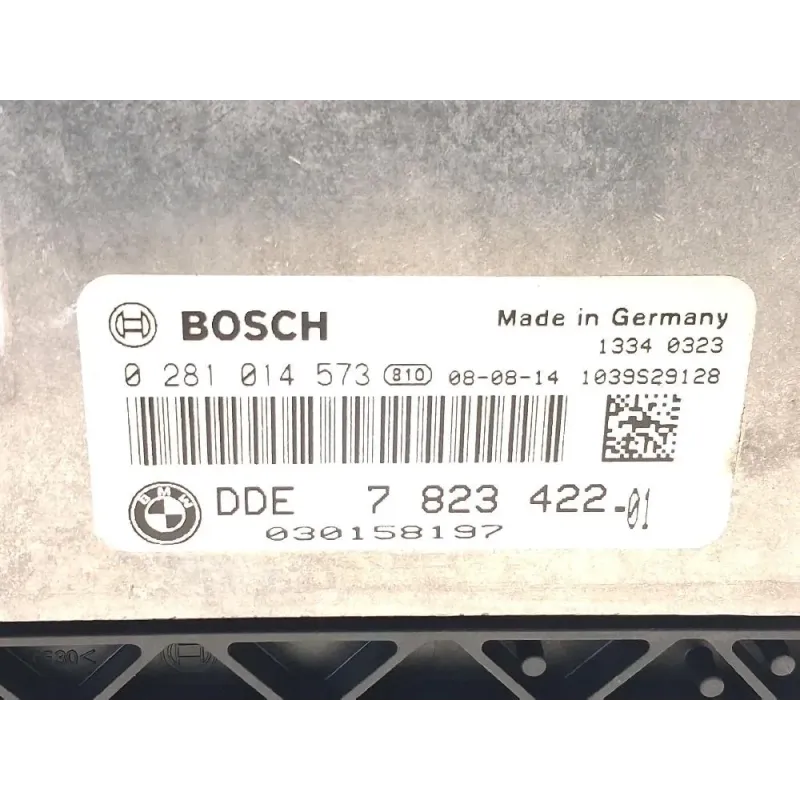 BOSCH Made in Germany
1334 0323
0 281 014 573 810 08-08-14 1039S29128
BMW DDE 7 823 422-01
030158197